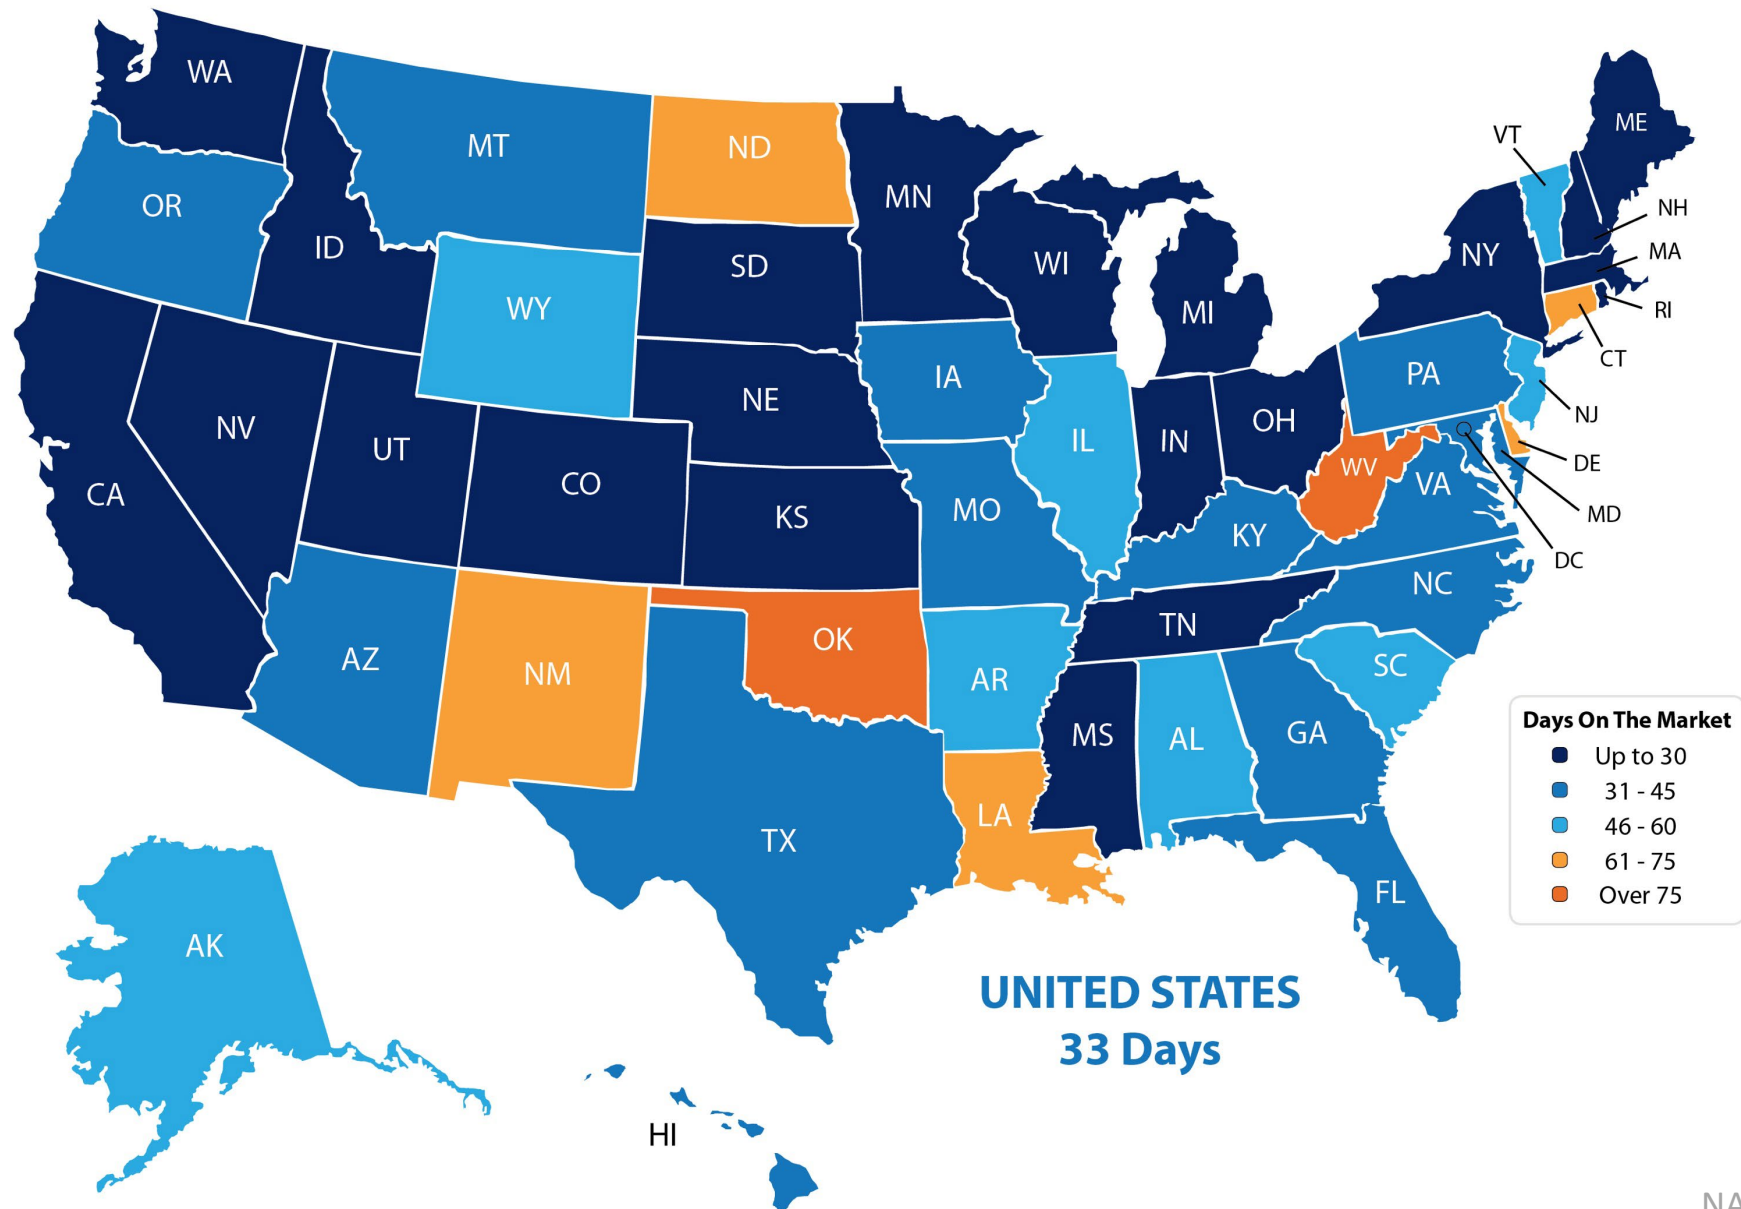 WA
MT
ND
MN
ME
VT
OR
ID
SD
WI
MI
NY
NH
MA
RI
CT
WY
IA
NE
PA
NJ
NV
UT
CO
IL
IN
OH
WV
VA
DE
MD
DC
CA
KS
MO
KY
NC
TN
AZ
NM
OK
AR
SC
MS
AL
GA
TX
LA
FL
AK
HI
Days On The Market
Up to 30
31 - 45
46 - 60
61 - 75
Over 75
UNITED STATES
33 Days
NA